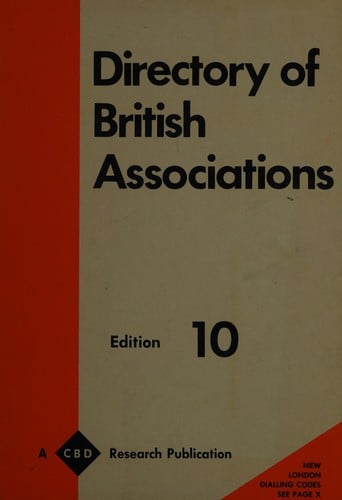 Directory of
British
Associations
Edition 10
A CBD Research Publication
NEW
LONDON
DIALLING CODES
SEE PAGE X